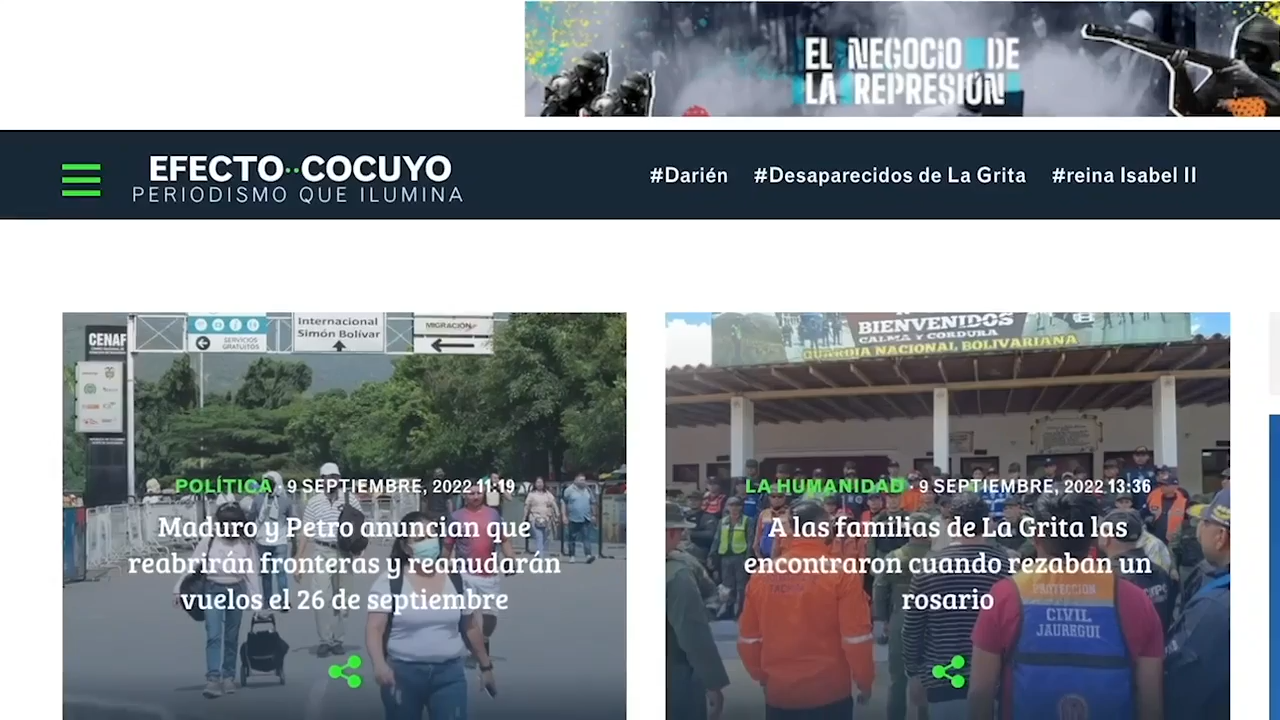 EL NEGOCIO DE
LA REPRESIÓN
EFECTO··COCUYO
PERIODISMO QUE ILUMINA
#Darién #Desaparecidos de La Grita #reina Isabel II
CENAF
SERVICIOS
GRATUITOS
Internacional
Simón Bolívar
MIGRACIÓN
POLÍTICA · 9 SEPTIEMBRE, 2022 11:19
Maduro y Petro anuncian que
reabrirán fronteras y reanudarán
vuelos el 26 de septiembre
BIENVENIDOS
CALMA Y CORDURA
GUARDIA NACIONAL BOLIVARIANA
LA HUMANIDAD · 9 SEPTIEMBRE, 2022 13:36
A las familias de La Grita las
encontraron cuando rezaban un
rosario
PROTECCION
CIVIL
JAUREGUI